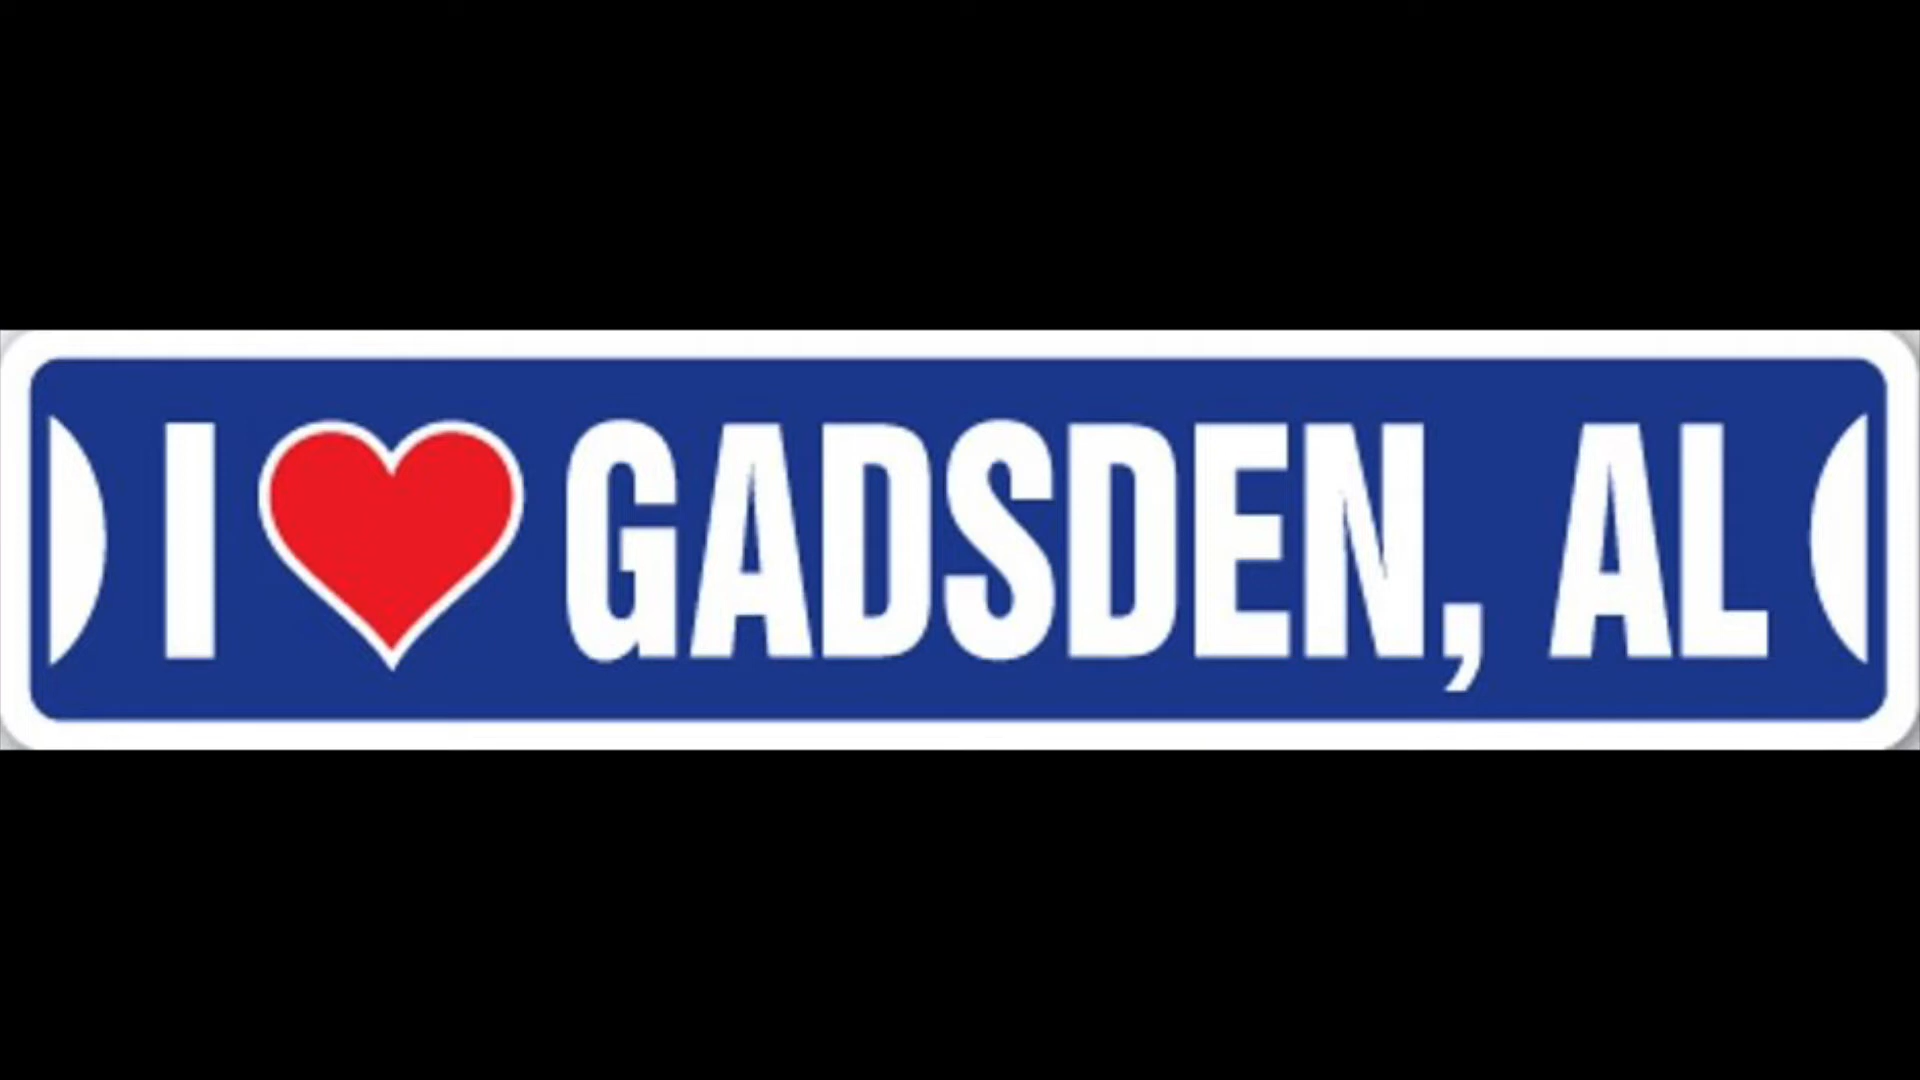 I ❤ GADSDEN, AL